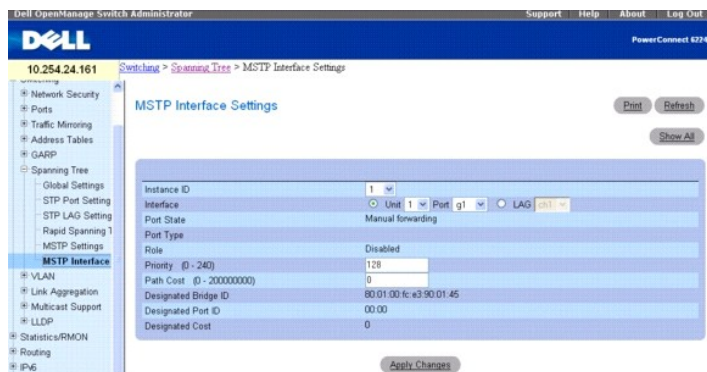 Dell OpenManage Switch Administrator
Support Help About Log Out
DELL
PowerConnect 6224
10.254.24.161
Switching > Spanning Tree > MSTP Interface Settings
Switching
Network Security
Ports
Traffic Mirroring
Address Tables
GARP
Spanning Tree
Global Settings
STP Port Setting
STP LAG Setting
Rapid Spanning T
MSTP Settings
MSTP Interface
VLAN
Link Aggregation
Multicast Support
LLDP
Statistics/RMON
Routing
IPv6
MSTP Interface Settings
Print Refresh
Show All
Instance ID 1
Interface Unit 1 Port g1 LAG ch1
Port State Manual forwarding
Port Type
Role Disabled
Priority (0 - 240) 128
Path Cost (0 - 200000000) 0
Designated Bridge ID 80:01:00:fc:e3:90:01:45
Designated Port ID 00:00
Designated Cost 0
Apply Changes